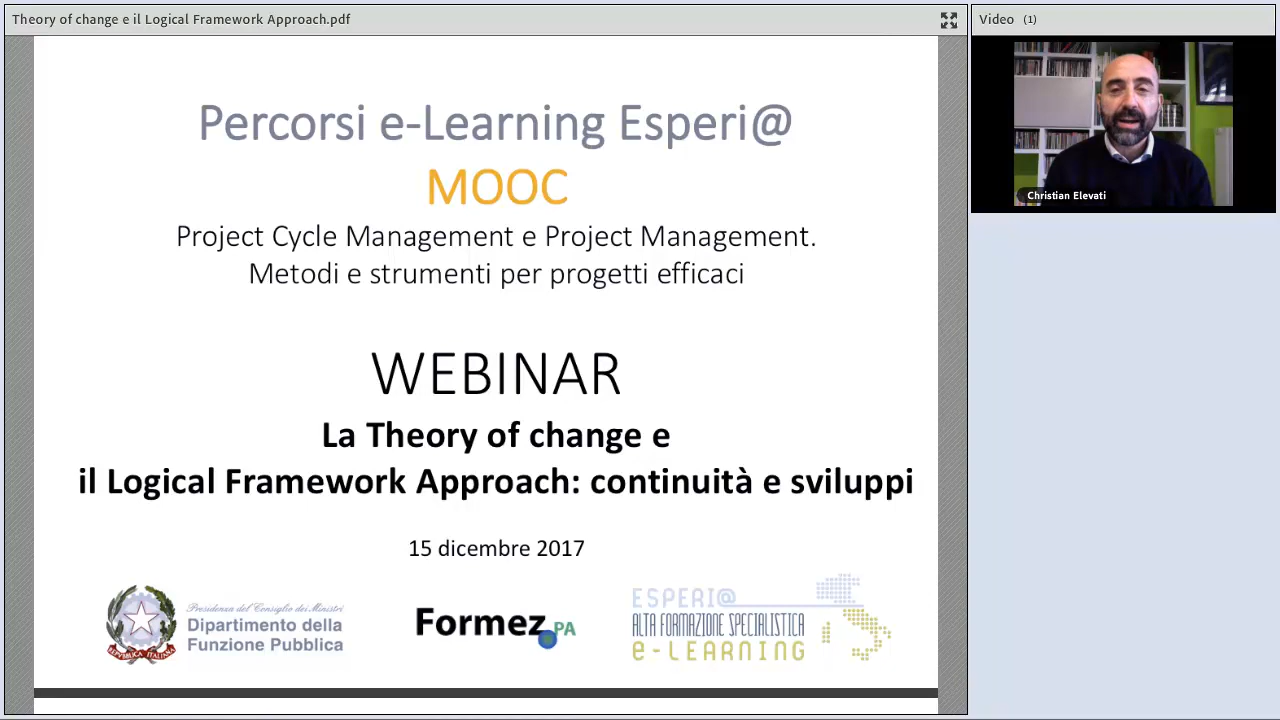 Theory of change e il Logical Framework Approach.pdf
Video (1)
Christian Elevati
Percorsi e-Learning Esperi@
MOOC
Project Cycle Management e Project Management.
Metodi e strumenti per progetti efficaci
WEBINAR
La Theory of change e
il Logical Framework Approach: continuità e sviluppi
15 dicembre 2017
REPVBBLICA ITALIANA
Presidenza del Consiglio dei Ministri
Dipartimento della
Funzione Pubblica
Formez PA
ESPERI@
ALTA FORMAZIONE SPECIALISTICA
e-LEARNING